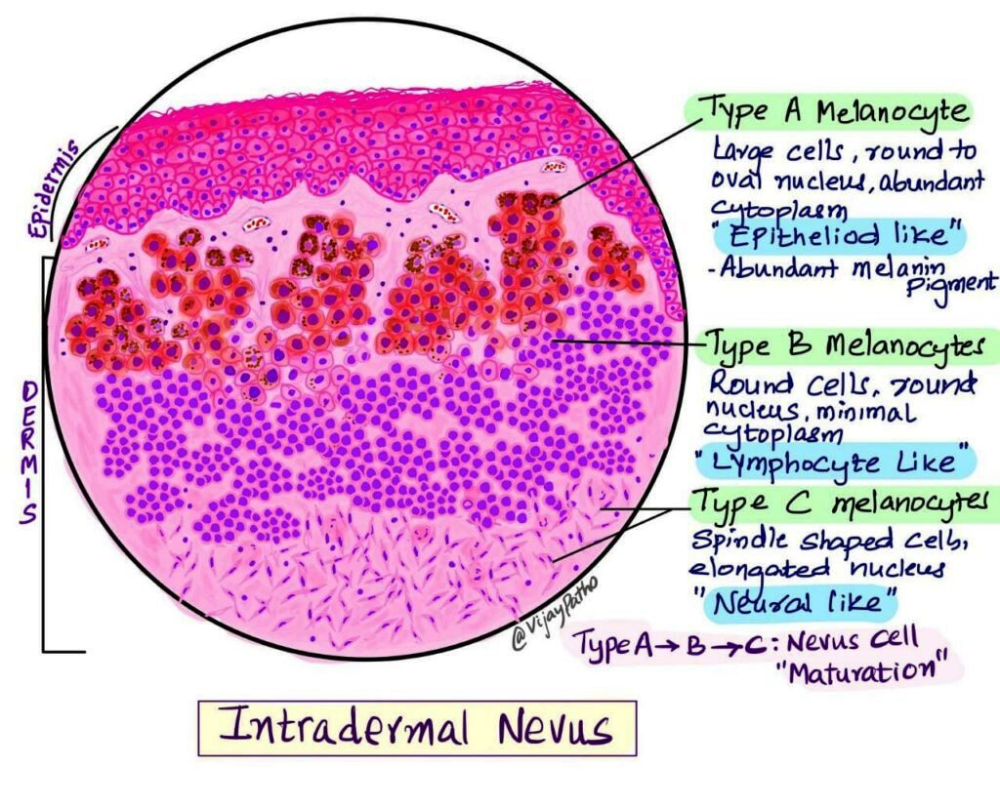 Epidermis
DERMIS
Type A Melanocyte
Large cells, round to
oval nucleus, abundant
cytoplasm
"Epitheliod like"
- Abundant melanin
pigment
Type B Melanocytes
Round cells, round
nucleus, minimal
cytoplasm
"Lymphocyte Like"
Type C melanocytes
Spindle shaped cells,
elongated nucleus
"Neural like"
@VijayPatho
Type A → B → C : Nevus cell
"Maturation"
Intradermal Nevus